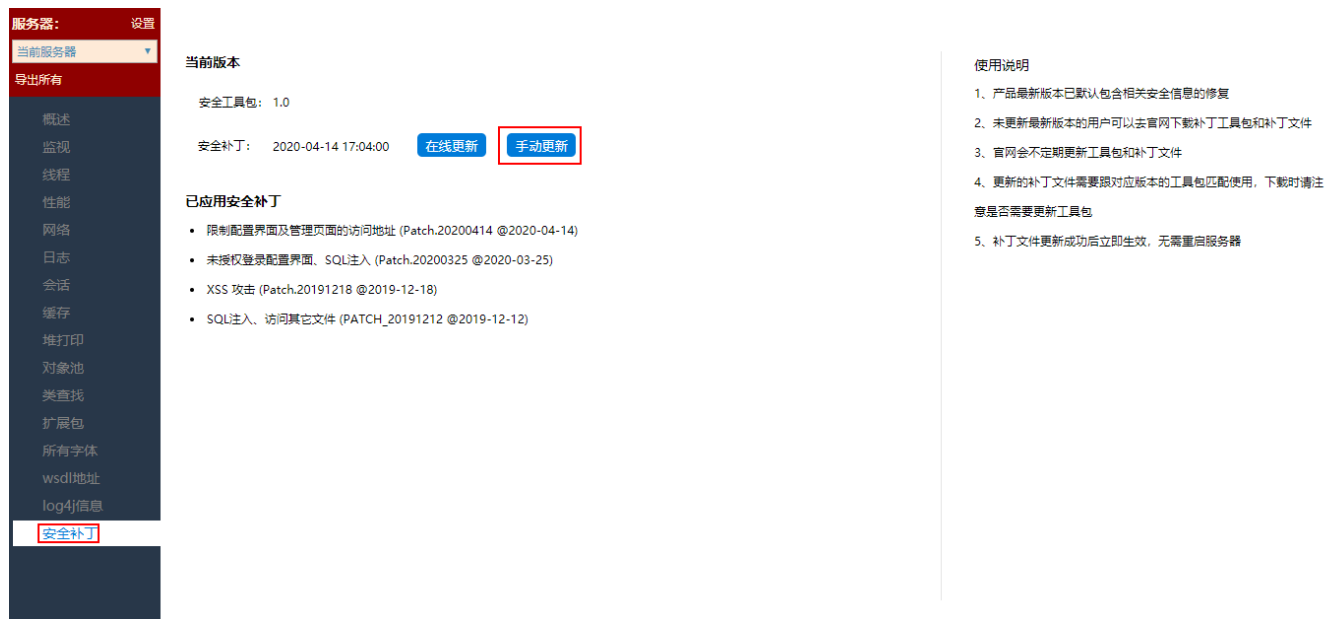 服务器： 设置
当前服务器
导出所有
概述
监视
线程
性能
网络
日志
会话
缓存
堆打印
对象池
类查找
扩展包
所有字体
wsdl地址
log4j信息
安全补丁
当前版本
安全工具包： 1.0
安全补丁： 2020-04-14 17:04:00 在线更新 手动更新
已应用安全补丁
• 限制配置界面及管理页面的访问地址 (Patch.20200414 @2020-04-14)
• 未授权登录配置界面、SQL注入 (Patch.20200325 @2020-03-25)
• XSS 攻击 (Patch.20191218 @2019-12-18)
• SQL注入、访问其它文件 (PATCH_20191212 @2019-12-12)
使用说明
1、产品最新版本已默认包含相关安全信息的修复
2、未更新最新版本的用户可以去官网下载补丁工具包和补丁文件
3、官网会不定期更新工具包和补丁文件
4、更新的补丁文件需要跟对应版本的工具包匹配使用，下载时请注
意是否需要更新工具包
5、补丁文件更新成功后立即生效，无需重启服务器